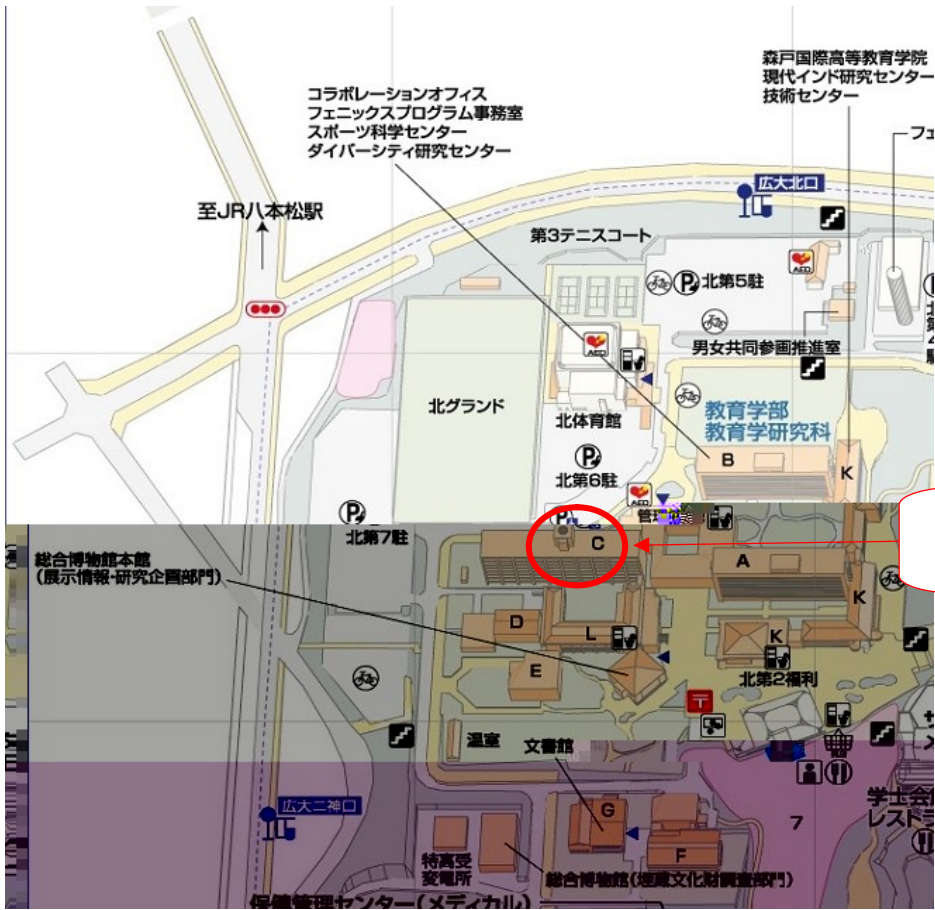 森戸国際高等教育学院
現代インド研究センター
技術センター
コラボレーションオフィス
フェニックスプログラム事務室
スポーツ科学センター
ダイバーシティ研究センター
フェ
広大北口
至JR八本松駅
第3テニスコート
AED
P
北第5駐
男女共同参画推進室
AED
北グランド
北体育館
教育学部
教育学研究科
B
K
P
北第6駐
AED
P
北第7駐
P
管理
C
A
総合博物館本館
(展示情報・研究企画部門)
K
D
L
K
E
北第2福利
〒
温室
文書館
広大二神口
学士会
レストラ
G
7
F
特高受
変電所
総合博物館(埋蔵文化財調査部門)
保健管理センター(メディカル)